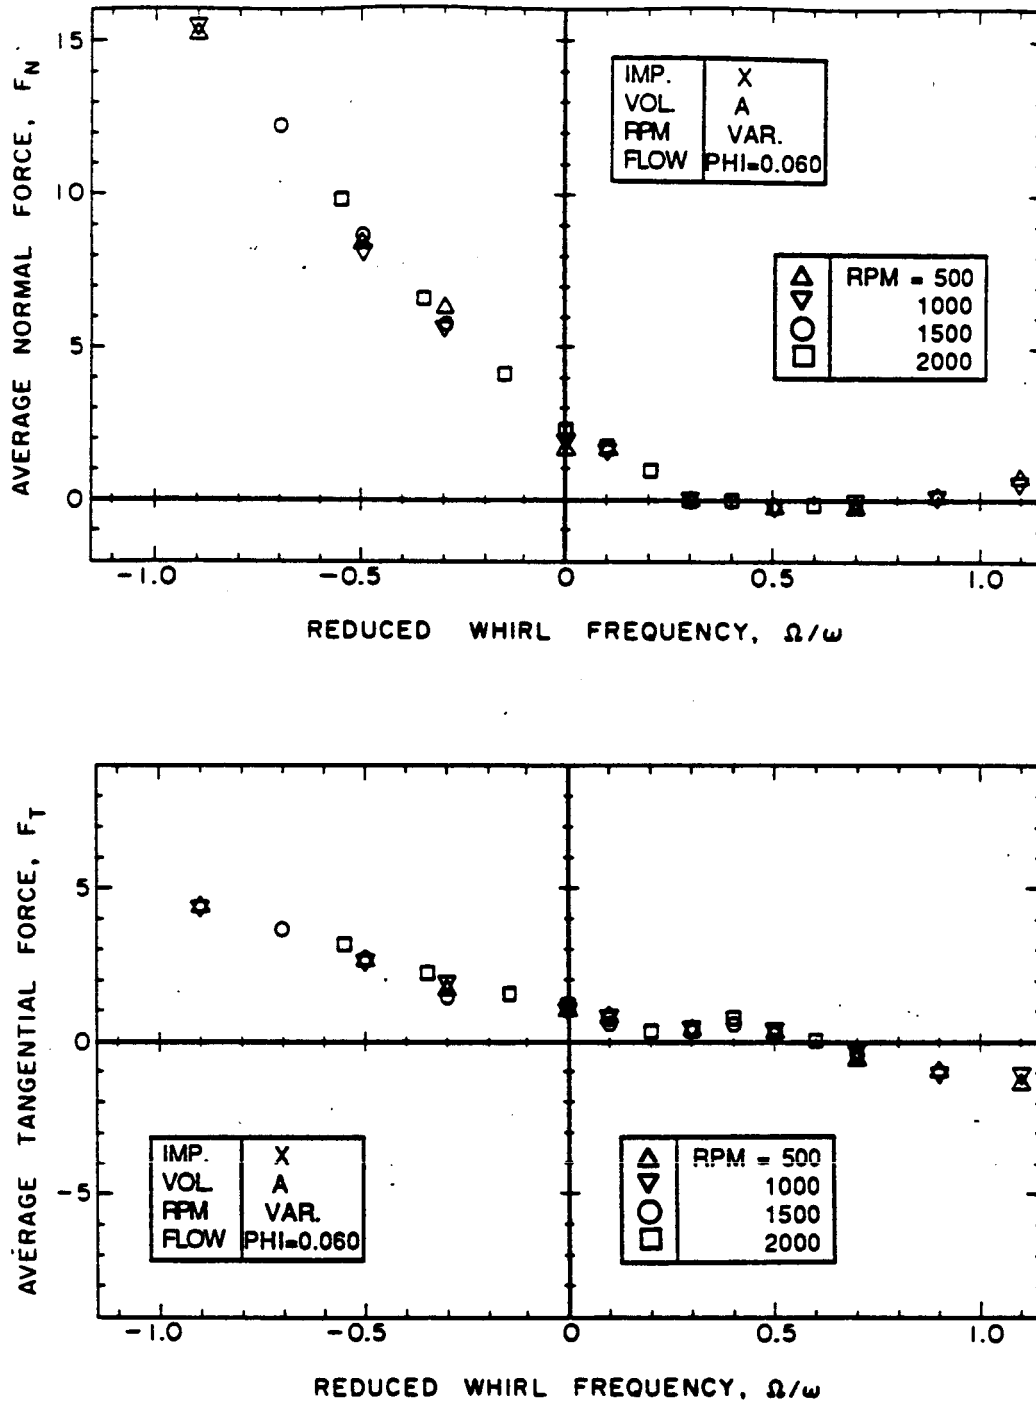 AVERAGE NORMAL FORCE, F_N
15
10
5
0
IMP. X
VOL. A
RPM VAR.
FLOW PHI=0.060
△ RPM = 500
▽ 1000
○ 1500
□ 2000
-1.0 -0.5 0 0.5 1.0
REDUCED WHIRL FREQUENCY, Ω/ω
AVERAGE TANGENTIAL FORCE, F_T
5
0
-5
IMP. X
VOL. A
RPM VAR.
FLOW PHI=0.060
△ RPM = 500
▽ 1000
○ 1500
□ 2000
-1.0 -0.5 0 0.5 1.0
REDUCED WHIRL FREQUENCY, Ω/ω